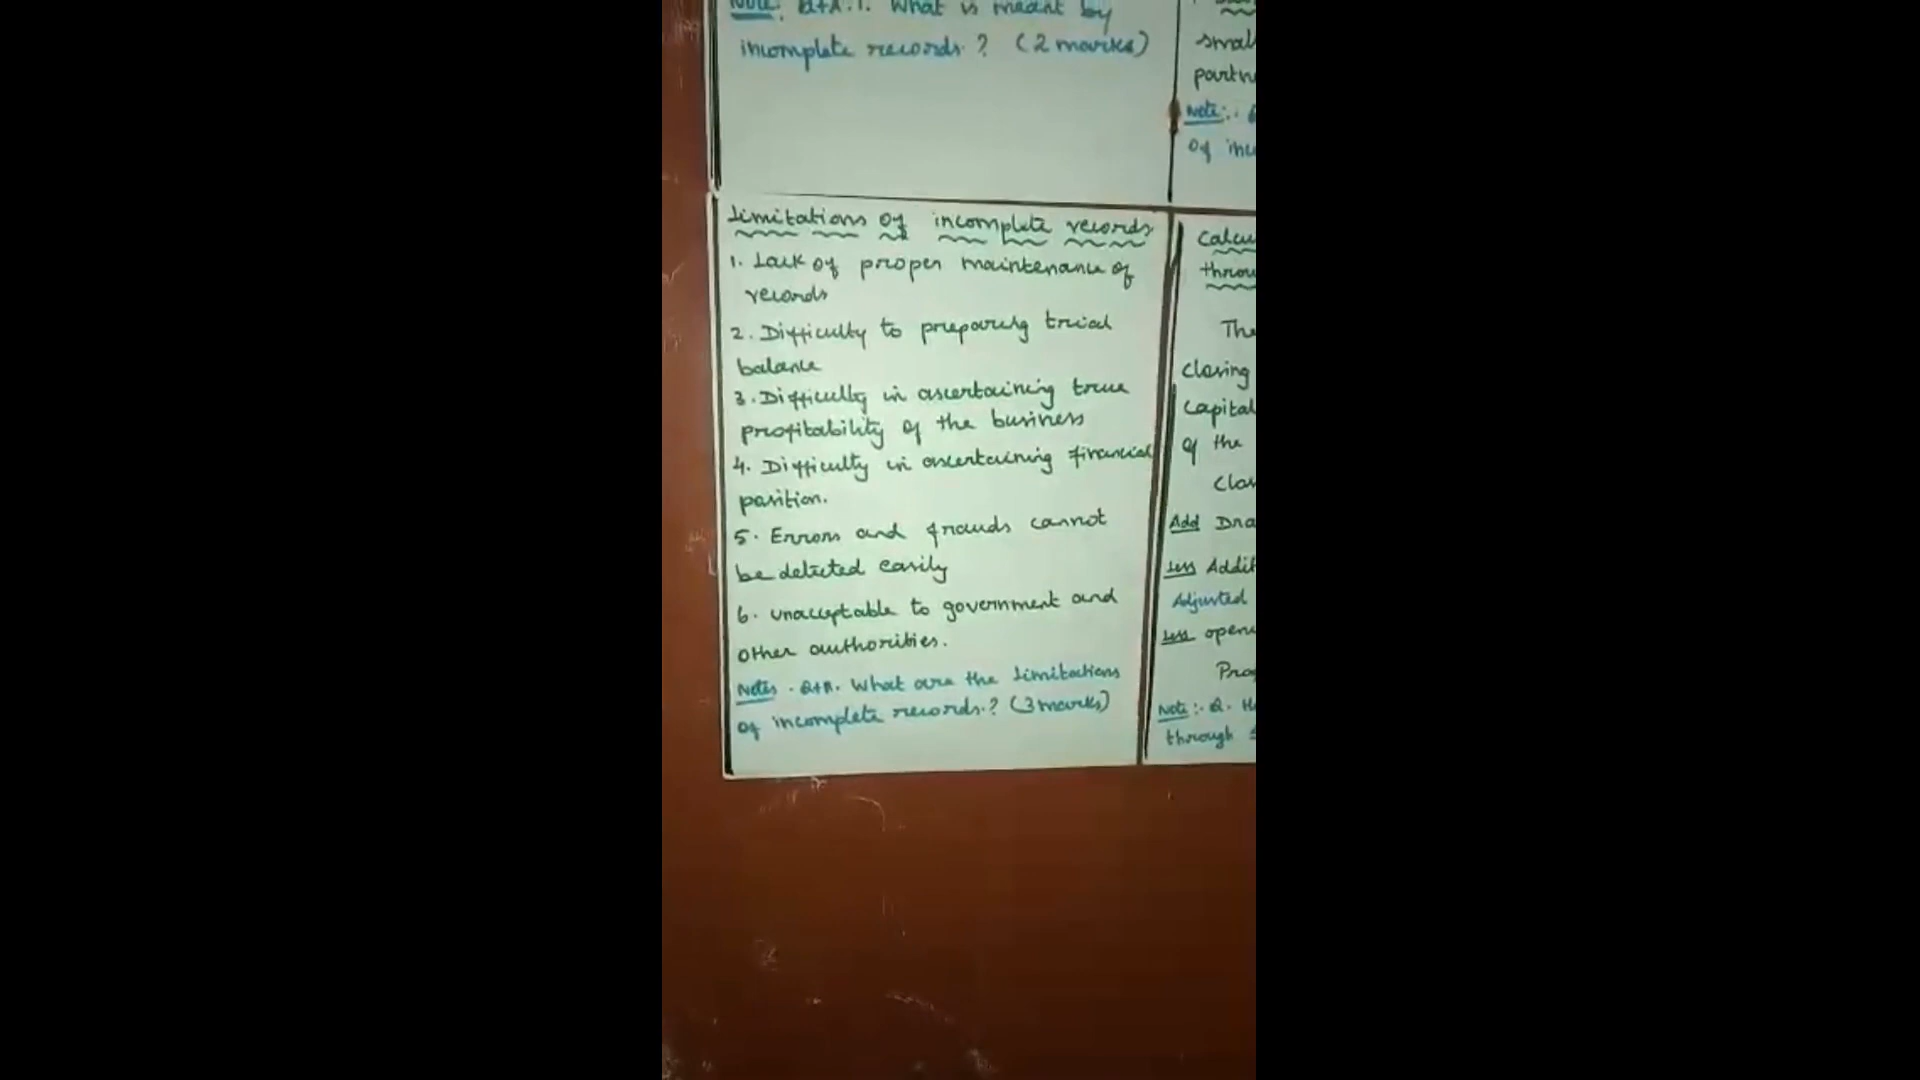 Note: Q+A.1. What is meant by
incomplete records? (2 marks)
Limitations of incomplete records
1. Lack of proper maintenance of
records
2. Difficulty to preparing trial
balance
3. Difficulty in ascertaining true
profitability of the business
4. Difficulty in ascertaining financial
position.
5. Errors and frauds cannot
be detected easily
6. unacceptable to government and
other authorities.
Notes . Q+A. What are the limitations
of incomplete records.? (3 marks)
Note:-
of
through
The
closing
Capital
of the
Add
Less
Adjusted
Less
Note:- Q.
through